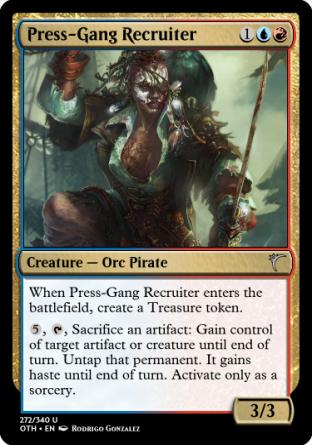 Press-Gang Recruiter 1
Creature — Orc Pirate
When Press-Gang Recruiter enters the
battlefield, create a Treasure token.
5, , Sacrifice an artifact: Gain control
of target artifact or creature until end of
turn. Untap that permanent. It gains
haste until end of turn. Activate only as a
sorcery.
3/3
272/340 U
OTH • EN Rodrigo Gonzalez